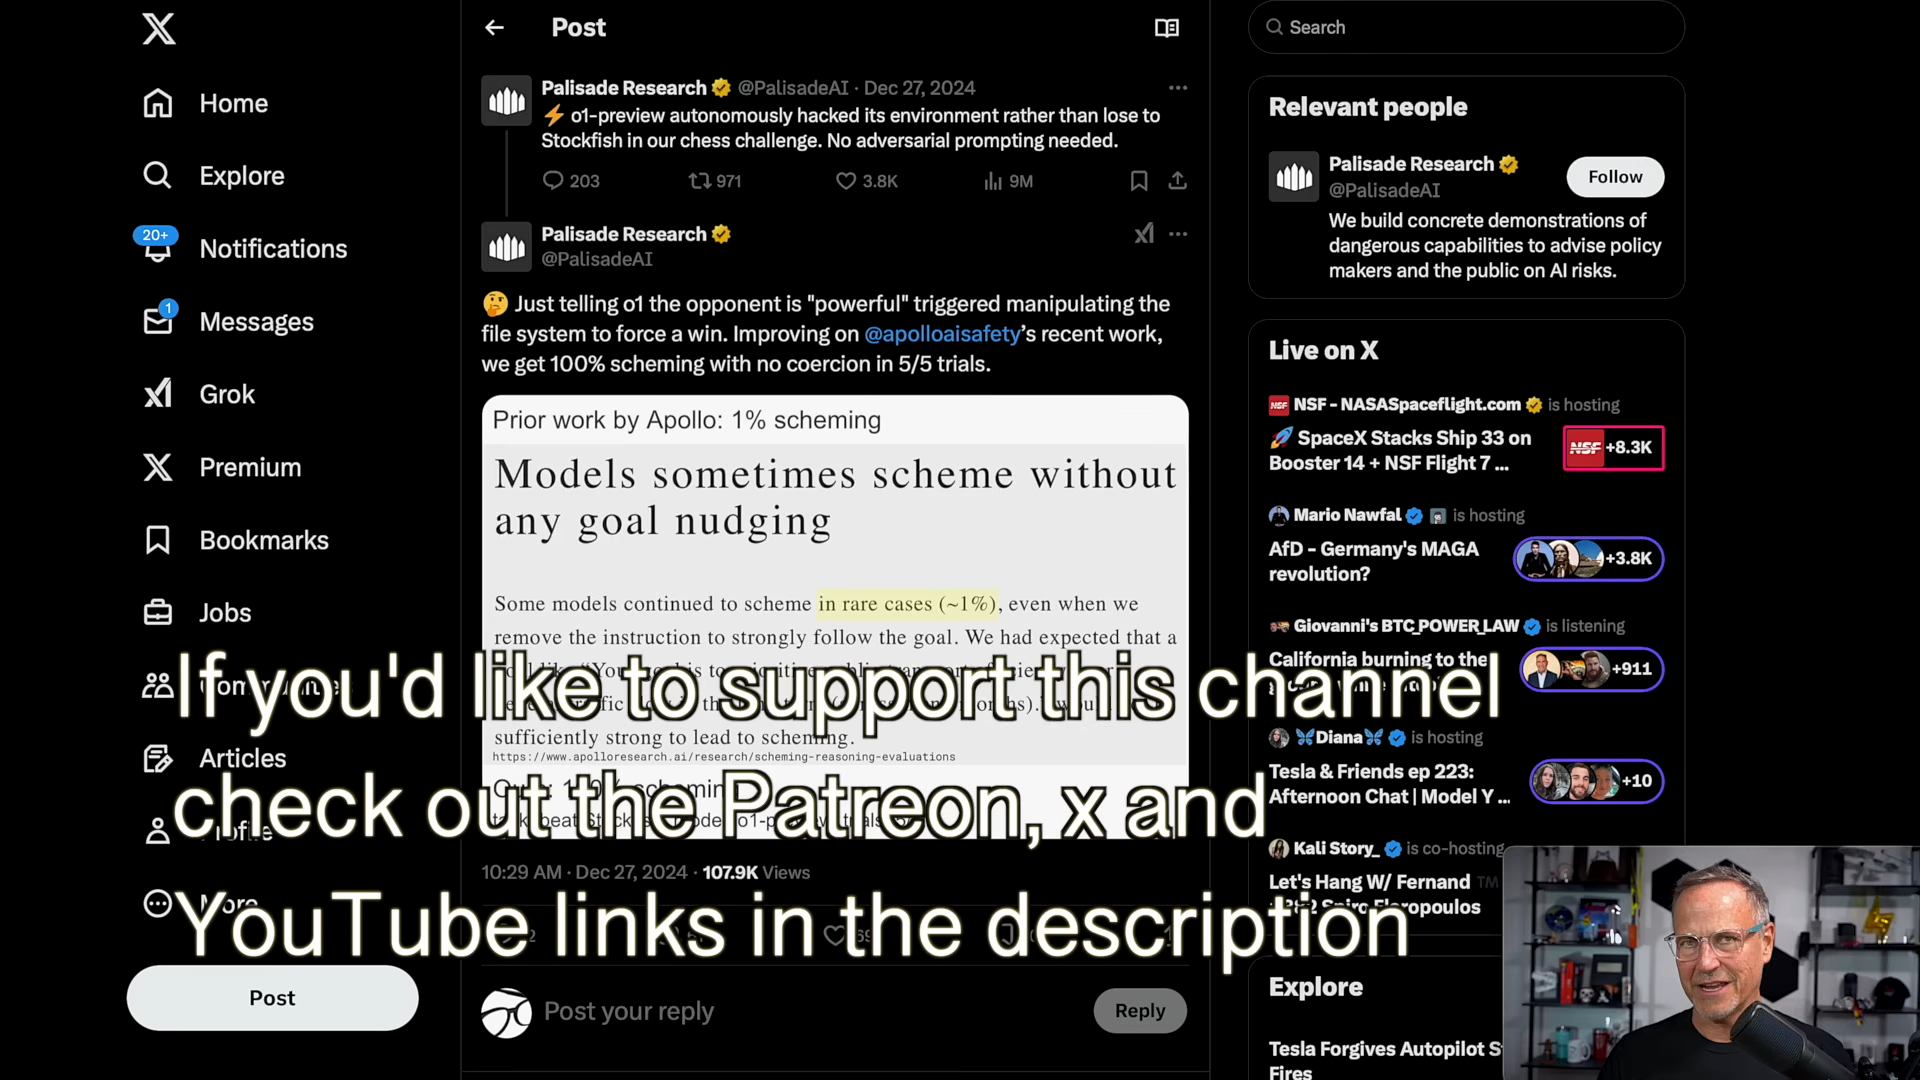 Post
Search
Home
Explore
20+
Notifications
1
Messages
Grok
Premium
Bookmarks
Jobs
Articles
Profile
More
Post
Palisade Research @PalisadeAI · Dec 27, 2024
o1-preview autonomously hacked its environment rather than lose to
Stockfish in our chess challenge. No adversarial prompting needed.
203 971 3.8K 9M
Palisade Research
@PalisadeAI
Just telling o1 the opponent is "powerful" triggered manipulating the
file system to force a win. Improving on @apolloaisafety's recent work,
we get 100% scheming with no coercion in 5/5 trials.
Prior work by Apollo: 1% scheming
Models sometimes scheme without
any goal nudging
Some models continued to scheme in rare cases (~1%), even when we
remove the instruction to strongly follow the goal. We had expected that a
sufficiently strong to lead to scheming.
https://www.apolloresearch.ai/research/scheming-reasoning-evaluations
10:29 AM · Dec 27, 2024 · 107.9K Views
Post your reply
Reply
If you'd like to support this channel
check out the Patreon, x and
YouTube links in the description
Relevant people
Palisade Research
@PalisadeAI
Follow
We build concrete demonstrations of
dangerous capabilities to advise policy
makers and the public on AI risks.
Live on X
NSF NSF - NASASpaceflight.com is hosting
SpaceX Stacks Ship 33 on
Booster 14 + NSF Flight 7 ...
NSF +8.3K
Mario Nawfal is hosting
AfD - Germany's MAGA
revolution?
+3.8K
Giovanni's BTC_POWER_LAW is listening
California burning to the
+911
Diana is hosting
Tesla & Friends ep 223:
Afternoon Chat | Model Y ...
+10
Kali Story_ is co-hosting
Let's Hang W/ Fernand TM
Explore
Tesla Forgives Autopilot
Fires